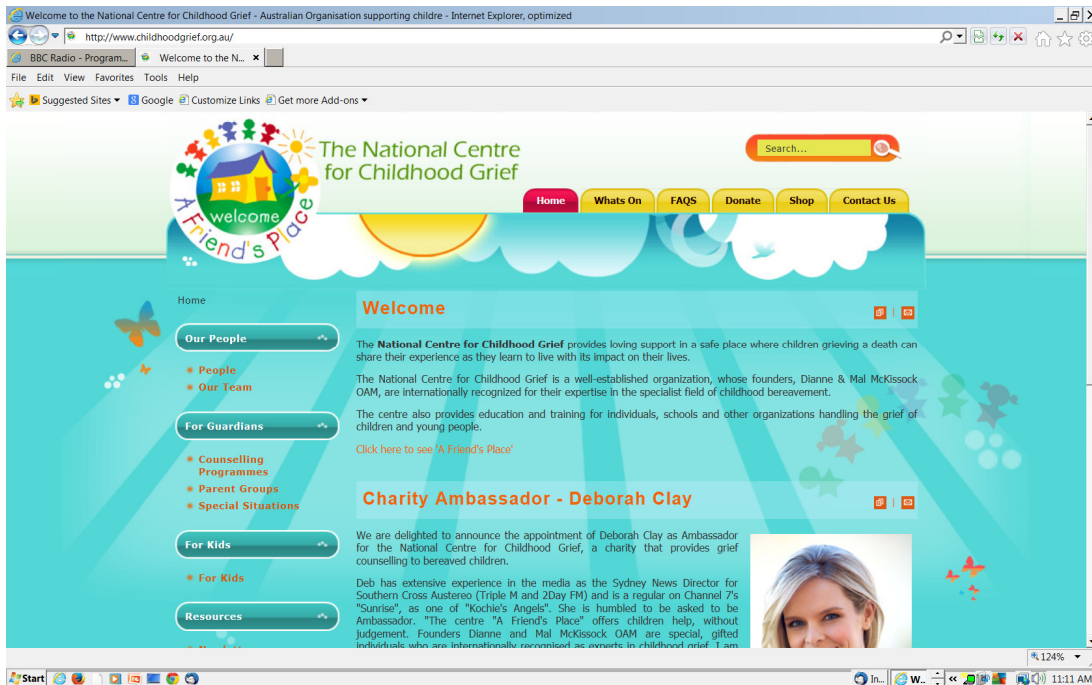 Welcome to the National Centre for Childhood Grief - Australian Organisation supporting childre - Internet Explorer, optimized
http://www.childhoodgrief.org.au/
BBC Radio - Program...
Welcome to the N...
File Edit View Favorites Tools Help
Suggested Sites
Google
Customize Links
Get more Add-ons
The National Centre
for Childhood Grief
welcome
A Friend's Place
Search...
Home
Whats On
FAQS
Donate
Shop
Contact Us
Home
Our People
People
Our Team
For Guardians
Counselling
Programmes
Parent Groups
Special Situations
For Kids
For Kids
Resources
Welcome
The National Centre for Childhood Grief provides loving support in a safe place where children grieving a death can
share their experience as they learn to live with its impact on their lives.
The National Centre for Childhood Grief is a well-established organization, whose founders, Dianne & Mal McKissock
OAM, are internationally recognized for their expertise in the specialist field of childhood bereavement.
The centre also provides education and training for individuals, schools and other organizations handling the grief of
children and young people.
Click here to see 'A Friend's Place'
Charity Ambassador - Deborah Clay
We are delighted to announce the appointment of Deborah Clay as Ambassador
for the National Centre for Childhood Grief, a charity that provides grief
counselling to bereaved children.
Deb has extensive experience in the media as the Sydney News Director for
Southern Cross Austereo (Triple M and 2Day FM) and is a regular on Channel 7's
"Sunrise", as one of "Kochie's Angels". She is humbled to be asked to be
Ambassador. "The centre "A Friend's Place" offers children help, without
judgement. Founders Dianne and Mal McKissock OAM are special, gifted
individuals who are internationally recognised as experts in childhood grief. I am
124%
Start
In...
W..
11:11 AM